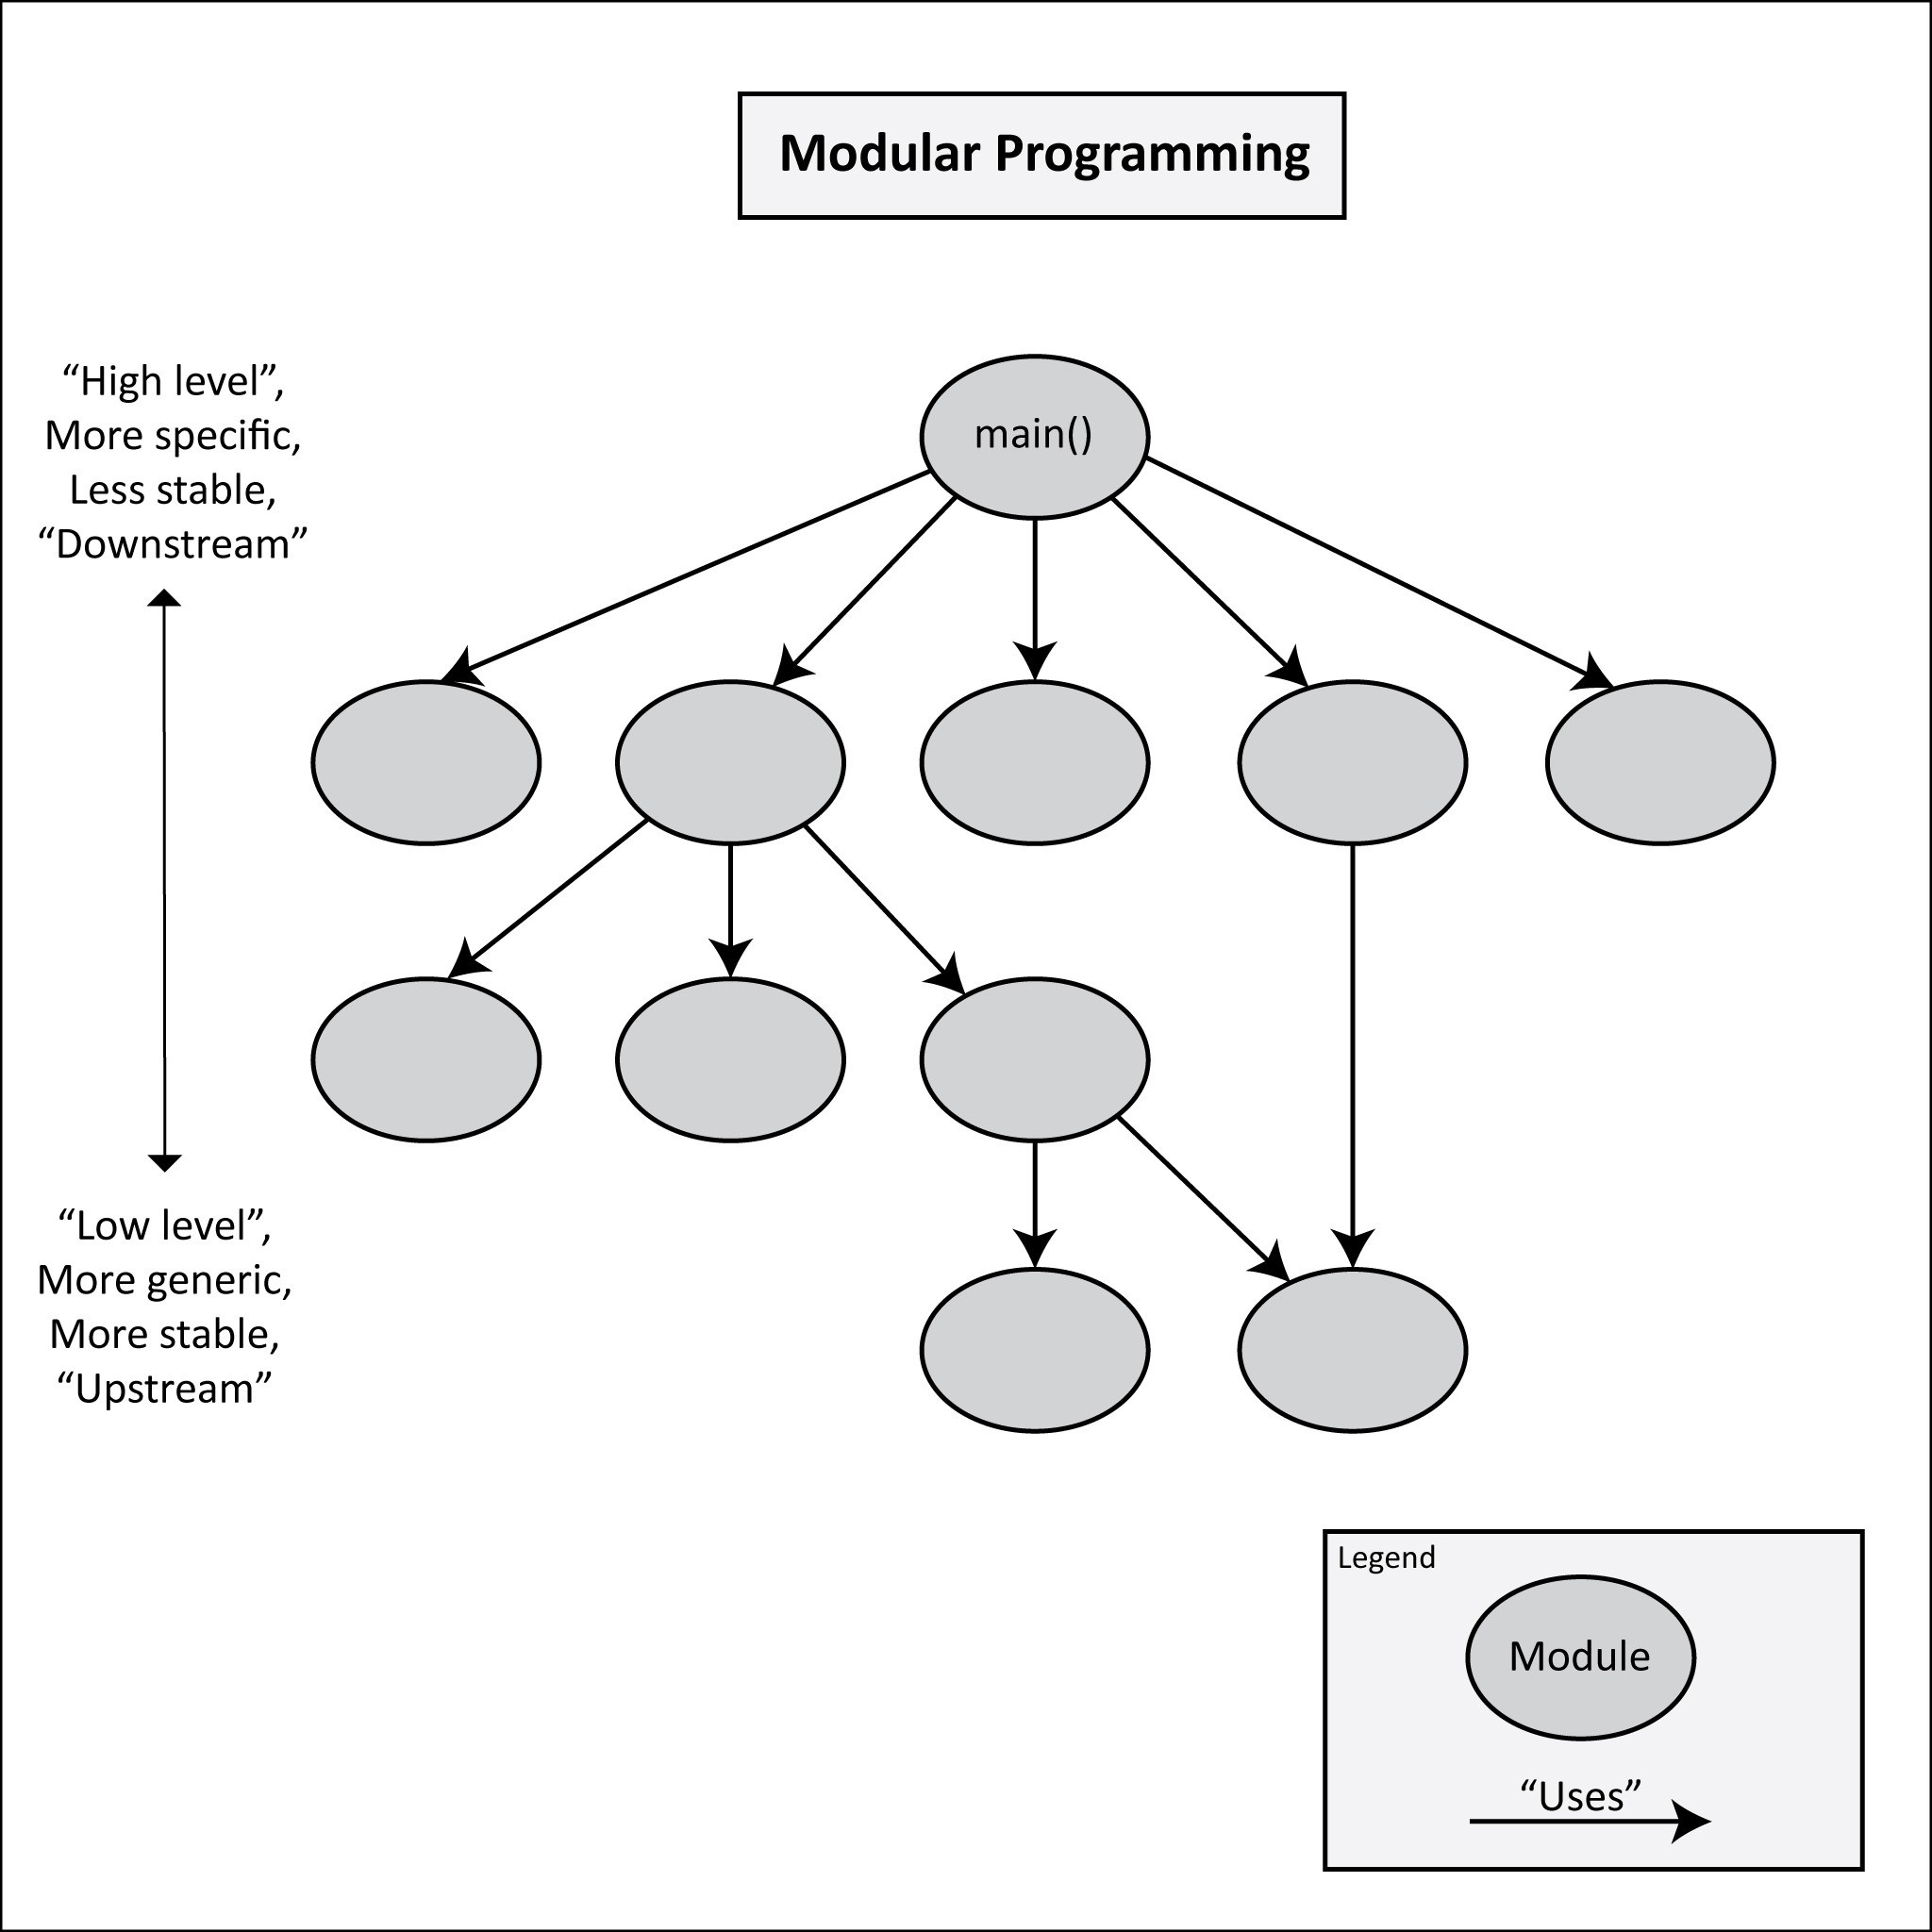 Modular Programming
“High level”,
More specific,
Less stable,
“Downstream”
main()
“Low level”,
More generic,
More stable,
“Upstream”
Legend
Module
“Uses”